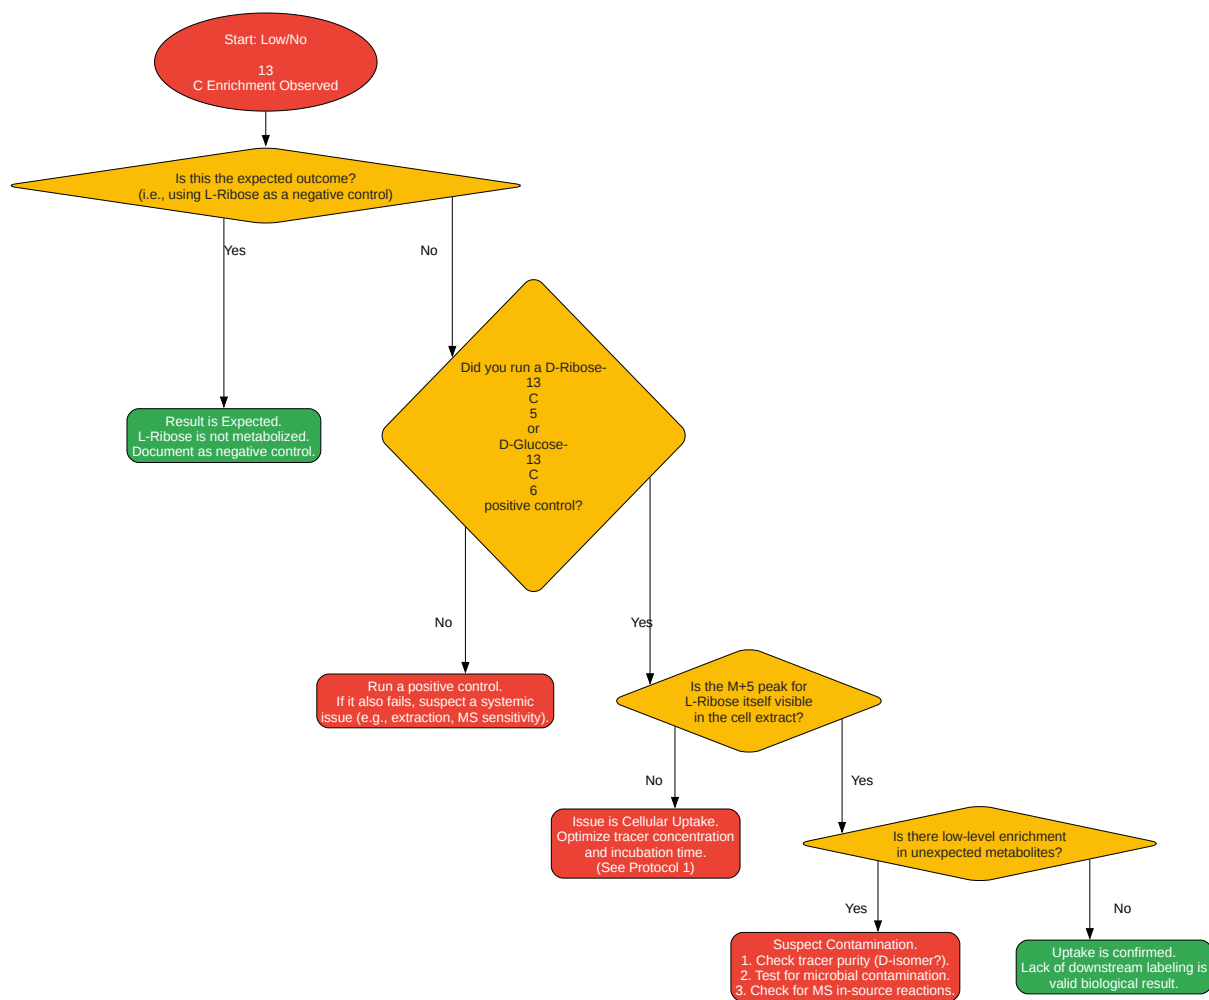 Start: Low/No
13
C Enrichment Observed
Is this the expected outcome?
(i.e., using L-Ribose as a negative control)
Yes
No
Did you run a D-Ribose-
13
C
5
or
D-Glucose-
13
C
6
positive control?
Result is Expected.
L-Ribose is not metabolized.
Document as negative control.
No
Yes
Run a positive control.
If it also fails, suspect a systemic
issue (e.g., extraction, MS sensitivity).
Is the M+5 peak for
L-Ribose itself visible
in the cell extract?
No
Yes
Issue is Cellular Uptake.
Optimize tracer concentration
and incubation time.
(See Protocol 1)
Is there low-level enrichment
in unexpected metabolites?
Yes
No
Suspect Contamination.
1. Check tracer purity (D-isomer?).
2. Test for microbial contamination.
3. Check for MS in-source reactions.
Uptake is confirmed.
Lack of downstream labeling is
valid biological result.